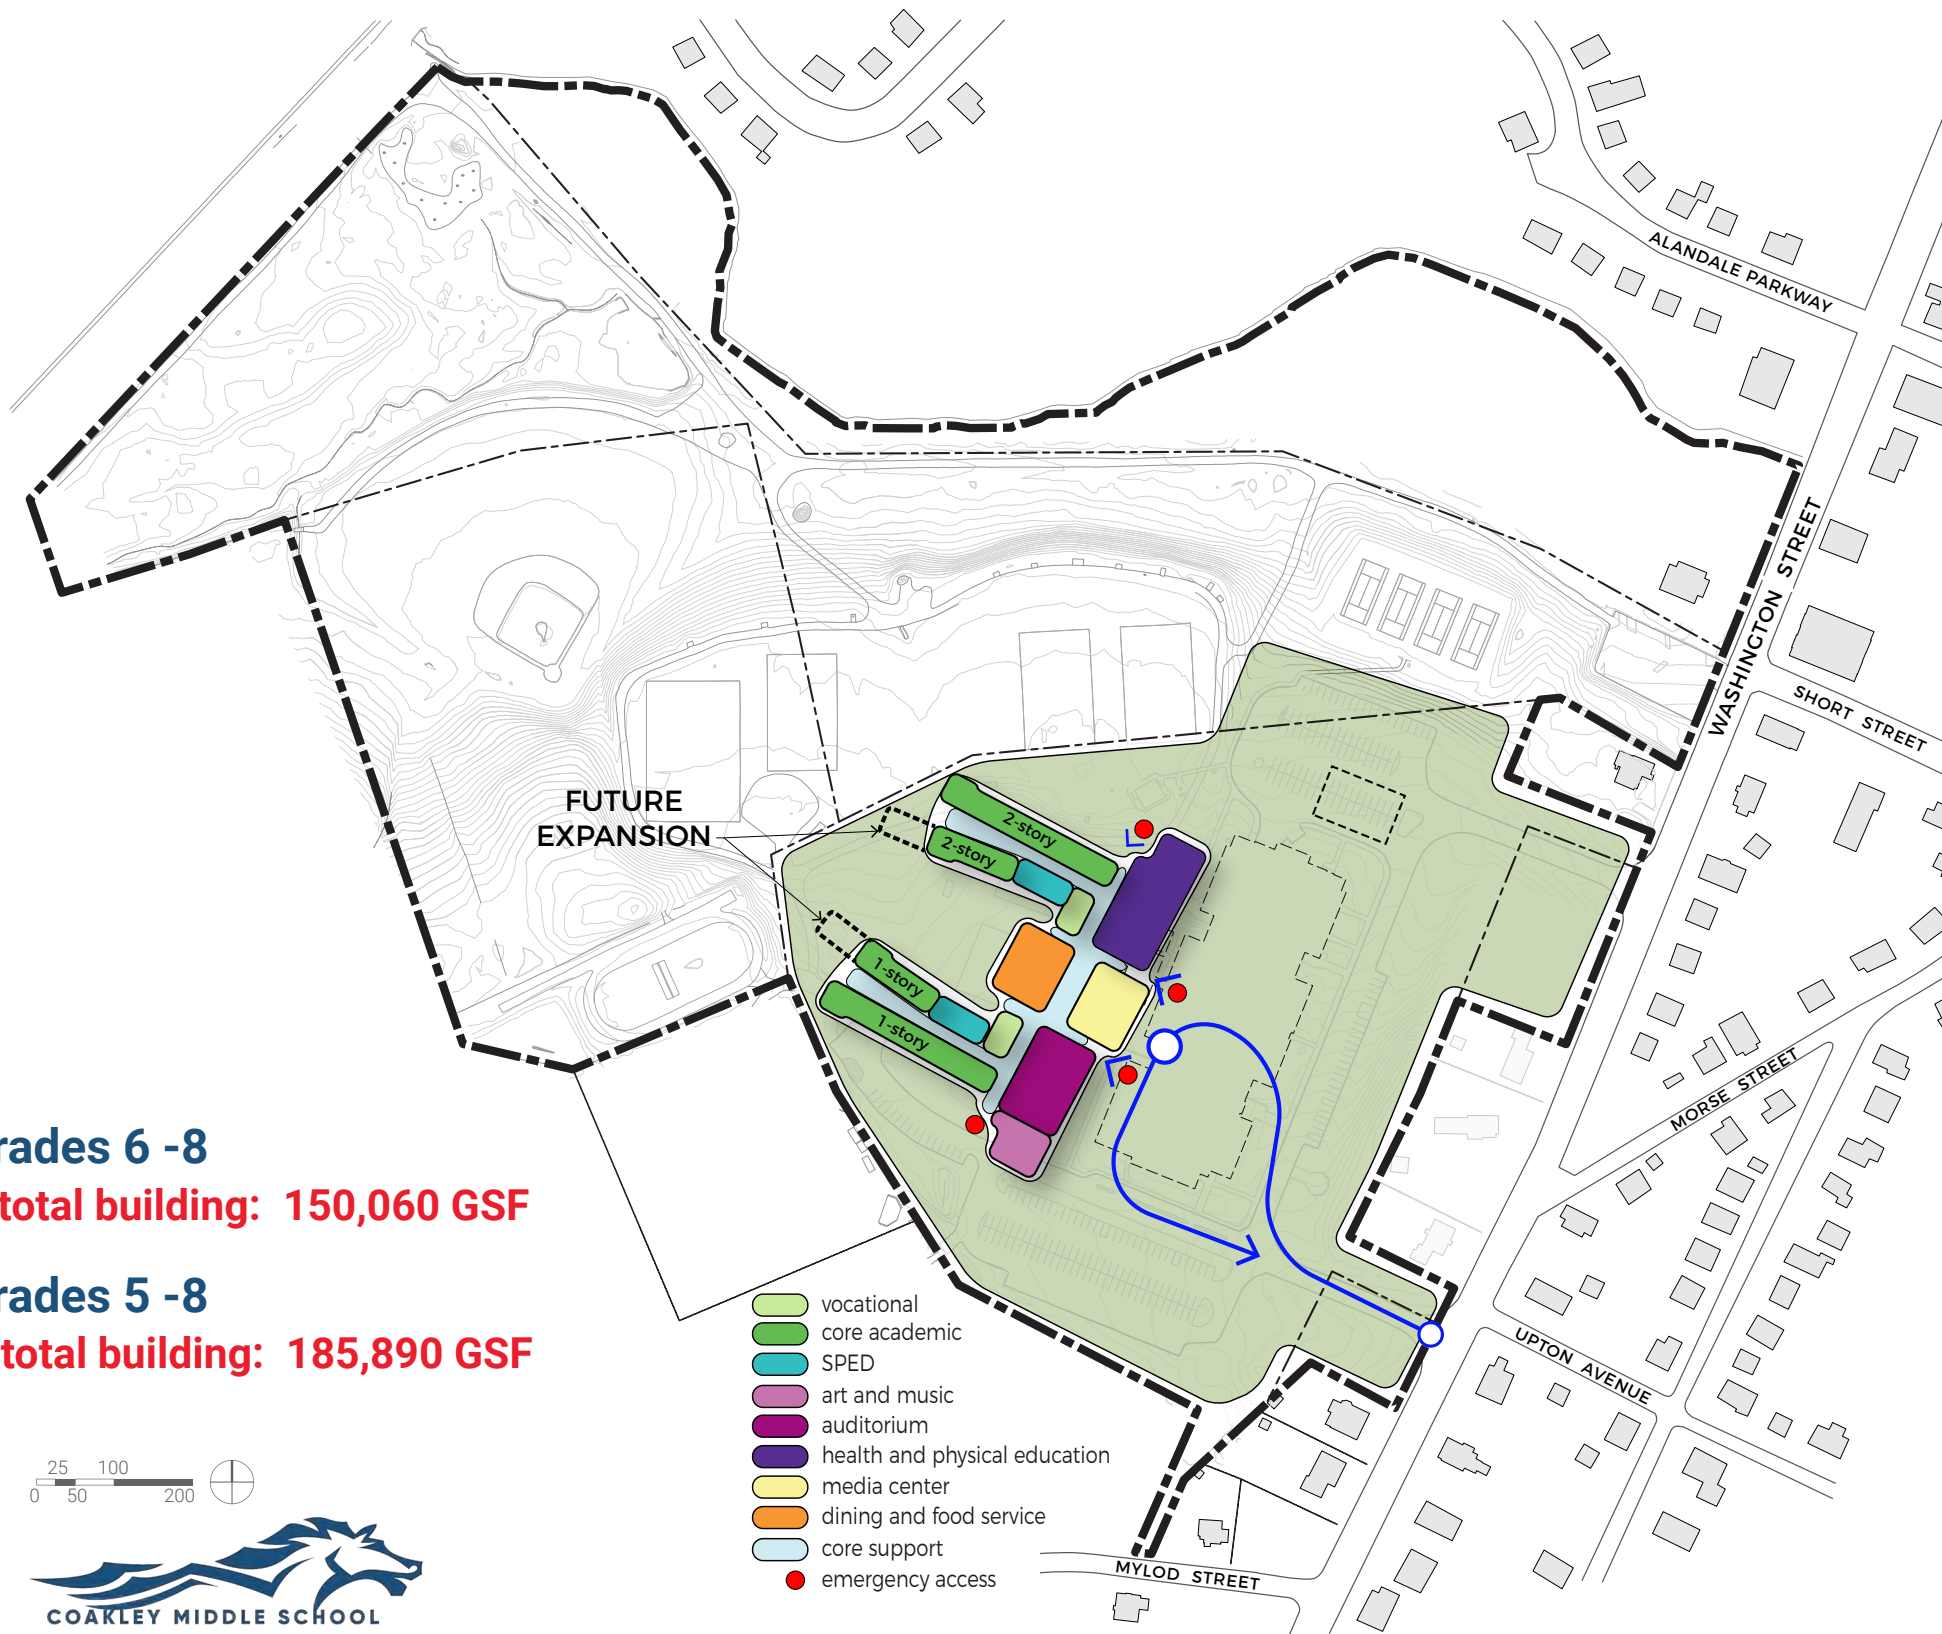 ALANDALE PARKWAY
WASHINGTON STREET
SHORT STREET
FUTURE
EXPANSION
2-story
2-story
1-story
1-story
MORSE STREET
rades 6 -8
total building: 150,060 GSF
rades 5 -8
total building: 185,890 GSF
UPTON AVENUE
vocational
core academic
SPED
art and music
auditorium
health and physical education
media center
dining and food service
core support
emergency access
MYLOD STREET
25 100
0 50 200
COAKLEY MIDDLE SCHOOL